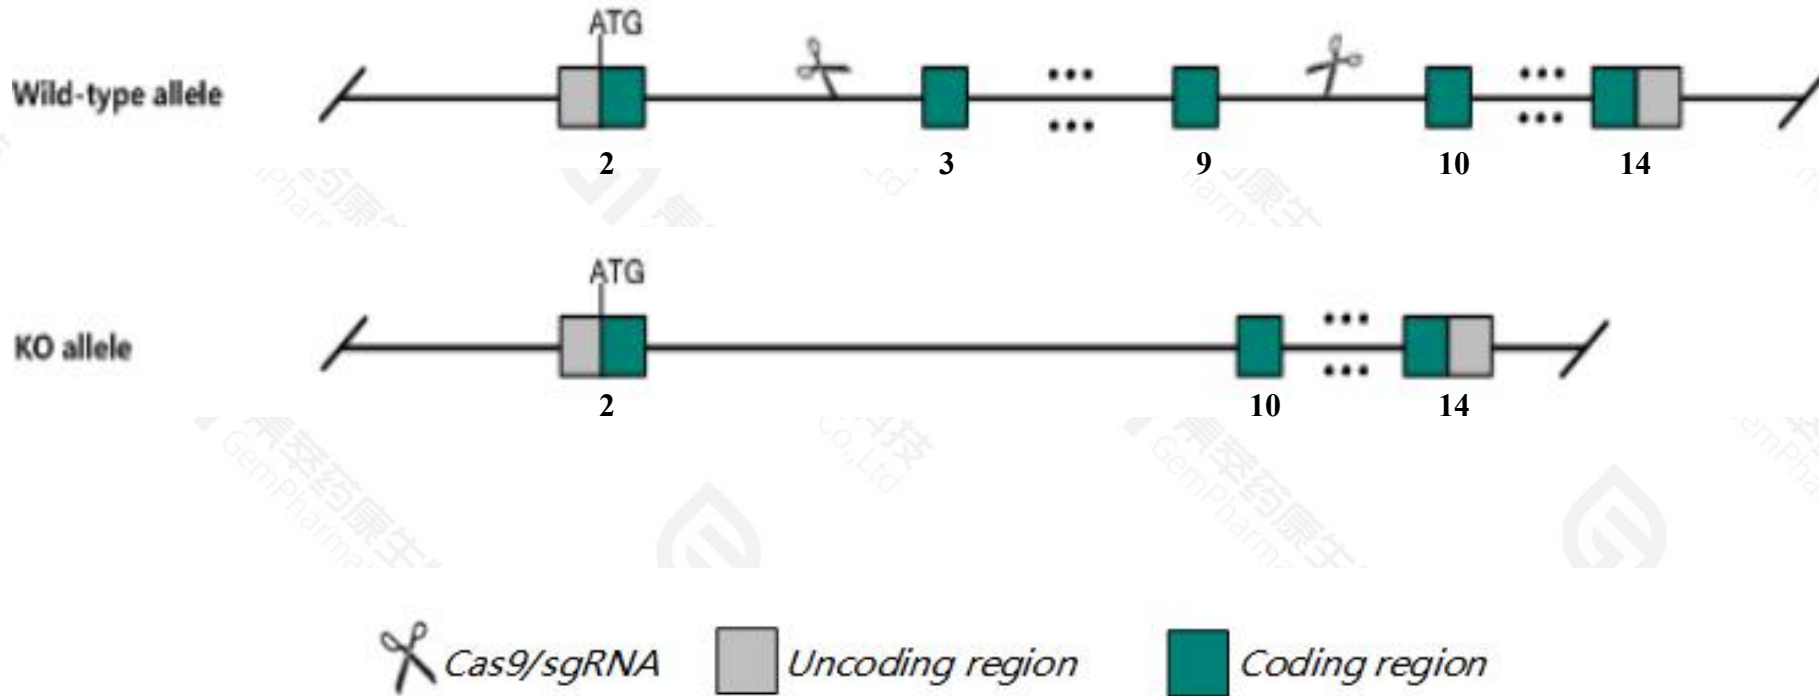 ATG
Wild-type allele
2 3 9 10 14
ATG
KO allele
2 10 14
Cas9/sgRNA Uncoding region Coding region